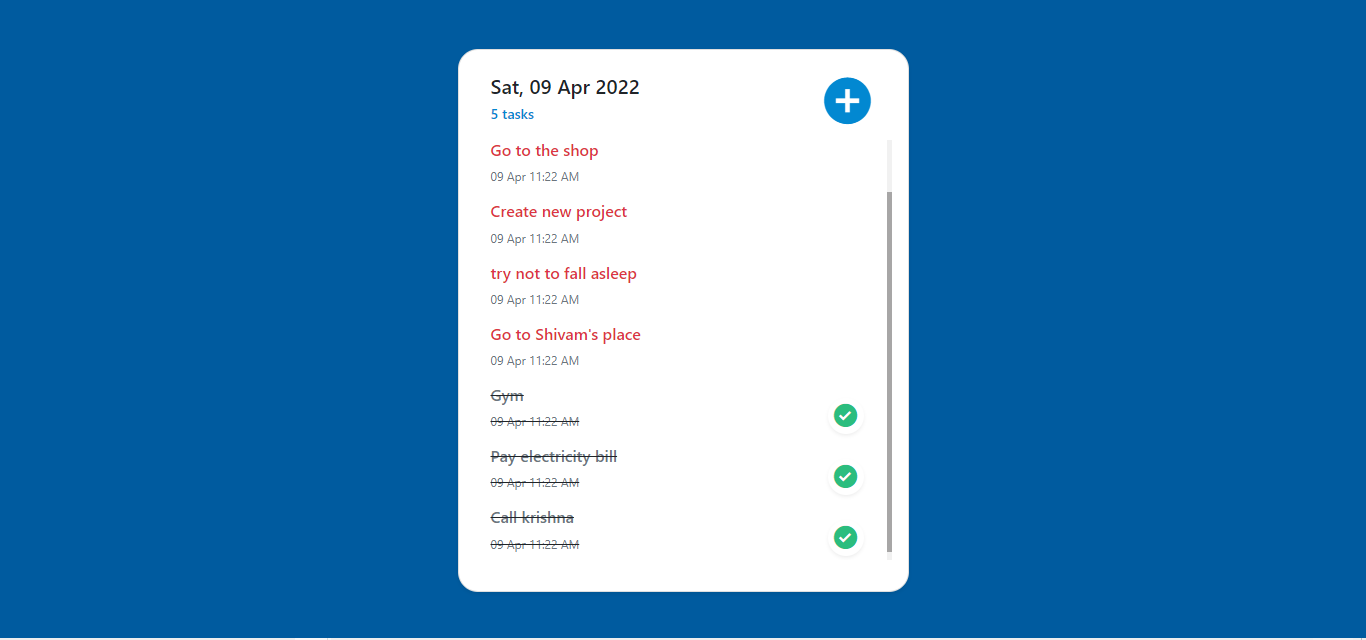 Sat, 09 Apr 2022
5 tasks
Go to the shop
09 Apr 11:22 AM
Create new project
09 Apr 11:22 AM
try not to fall asleep
09 Apr 11:22 AM
Go to Shivam's place
09 Apr 11:22 AM
Gym
09 Apr 11:22 AM
Pay electricity bill
09 Apr 11:22 AM
Call krishna
09 Apr 11:22 AM